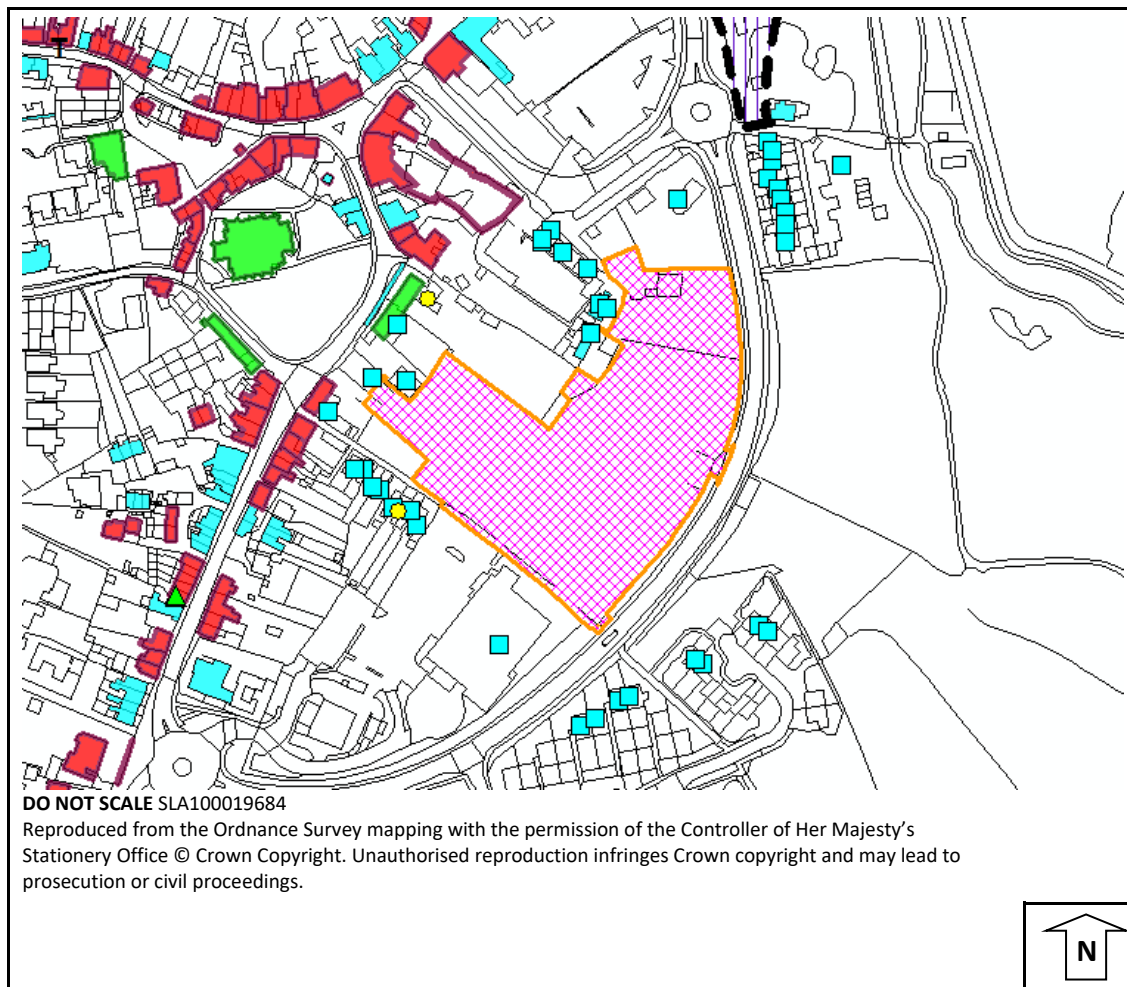 DO NOT SCALE SLA100019684
Reproduced from the Ordnance Survey mapping with the permission of the Controller of Her Majesty's
Stationery Office © Crown Copyright. Unauthorised reproduction infringes Crown copyright and may lead to
prosecution or civil proceedings.
N